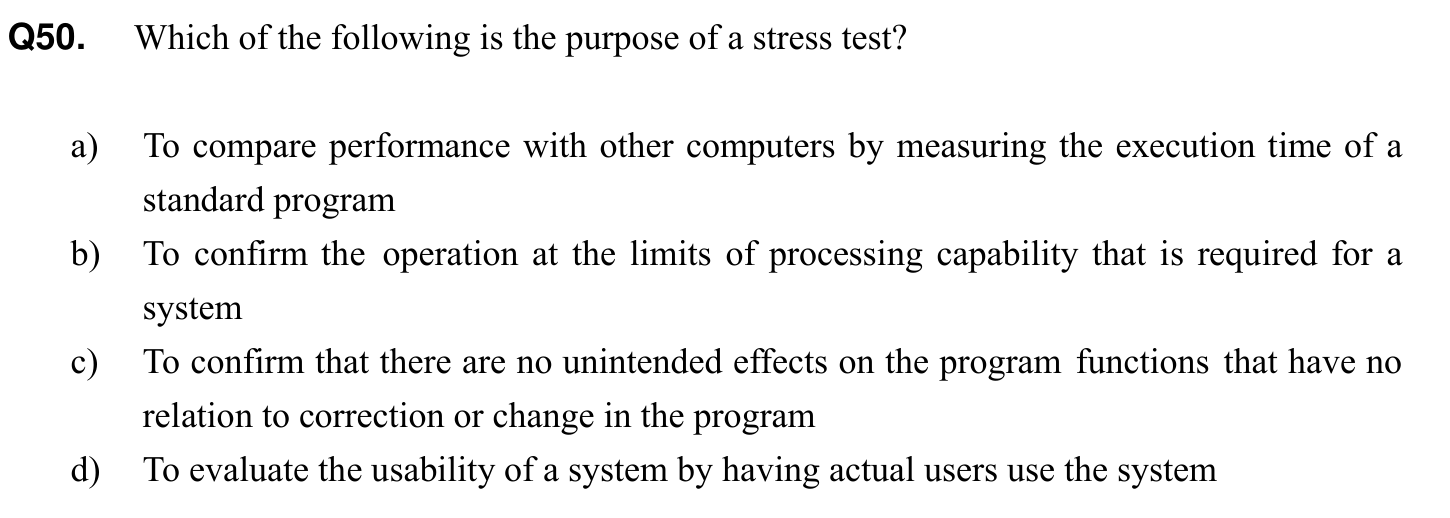 Q50. Which of the following is the purpose of a stress test?
a) To compare performance with other computers by measuring the execution time of a
standard program
b) To confirm the operation at the limits of processing capability that is required for a
system
c) To confirm that there are no unintended effects on the program functions that have no
relation to correction or change in the program
d) To evaluate the usability of a system by having actual users use the system